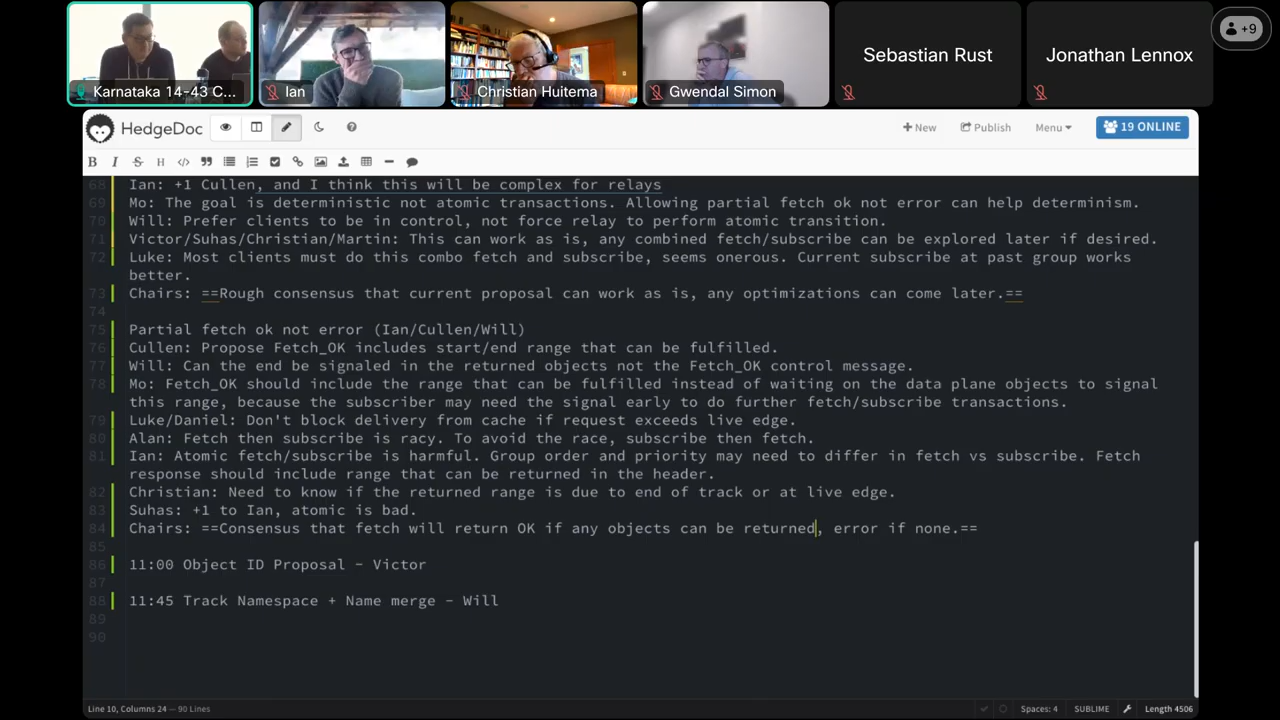 Karnataka 14-43 C...
Ian
Christian Huitema
Gwendal Simon
Sebastian Rust
Jonathan Lennox
+9
HedgeDoc
+ New
Publish
Menu
19 ONLINE
B I S H </>
68 Ian: +1 Cullen, and I think this will be complex for relays
69 Mo: The goal is deterministic not atomic transactions. Allowing partial fetch ok not error can help determinism.
70 Will: Prefer clients to be in control, not force relay to perform atomic transition.
71 Victor/Suhas/Christian/Martin: This can work as is, any combined fetch/subscribe can be explored later if desired.
72 Luke: Most clients must do this combo fetch and subscribe, seems onerous. Current subscribe at past group works
better.
73 Chairs: ==Rough consensus that current proposal can work as is, any optimizations can come later.==
74
75 Partial fetch ok not error (Ian/Cullen/Will)
76 Cullen: Propose Fetch_OK includes start/end range that can be fulfilled.
77 Will: Can the end be signaled in the returned objects not the Fetch_OK control message.
78 Mo: Fetch_OK should include the range that can be fulfilled instead of waiting on the data plane objects to signal
this range, because the subscriber may need the signal early to do further fetch/subscribe transactions.
79 Luke/Daniel: Don't block delivery from cache if request exceeds live edge.
80 Alan: Fetch then subscribe is racy. To avoid the race, subscribe then fetch.
81 Ian: Atomic fetch/subscribe is harmful. Group order and priority may need to differ in fetch vs subscribe. Fetch
response should include range that can be returned in the header.
82 Christian: Need to know if the returned range is due to end of track or at live edge.
83 Suhas: +1 to Ian, atomic is bad.
84 Chairs: ==Consensus that fetch will return OK if any objects can be returned, error if none.==
85
86 11:00 Object ID Proposal - Victor
87
88 11:45 Track Namespace + Name merge - Will
89
90
Line 10, Columns 24 — 90 Lines
Spaces: 4
SUBLIME
Length 4506